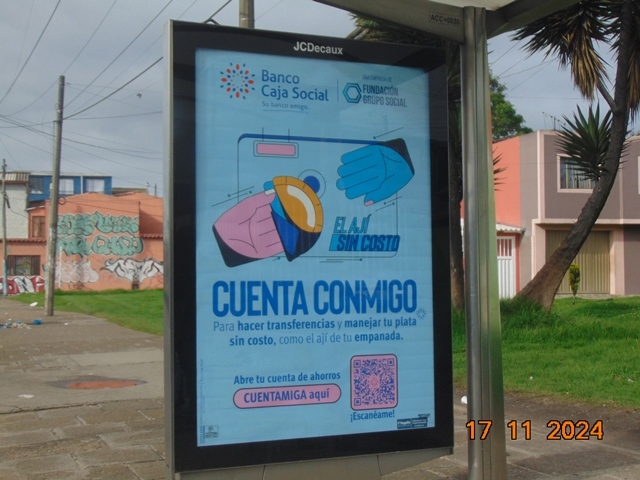 ACC+0020
JCDecaux
Banco
Caja Social
Su banco amigo.
FUNDACIÓN
GRUPO SOCIAL
EL AJÍ
SIN COSTO
CUENTA CONMIGO
Para hacer transferencias y manejar tu plata
sin costo, como el ají de tu empanada.
Abre tu cuenta de ahorros
CUENTAMIGA aquí
¡Escanéame!
17 11 2024